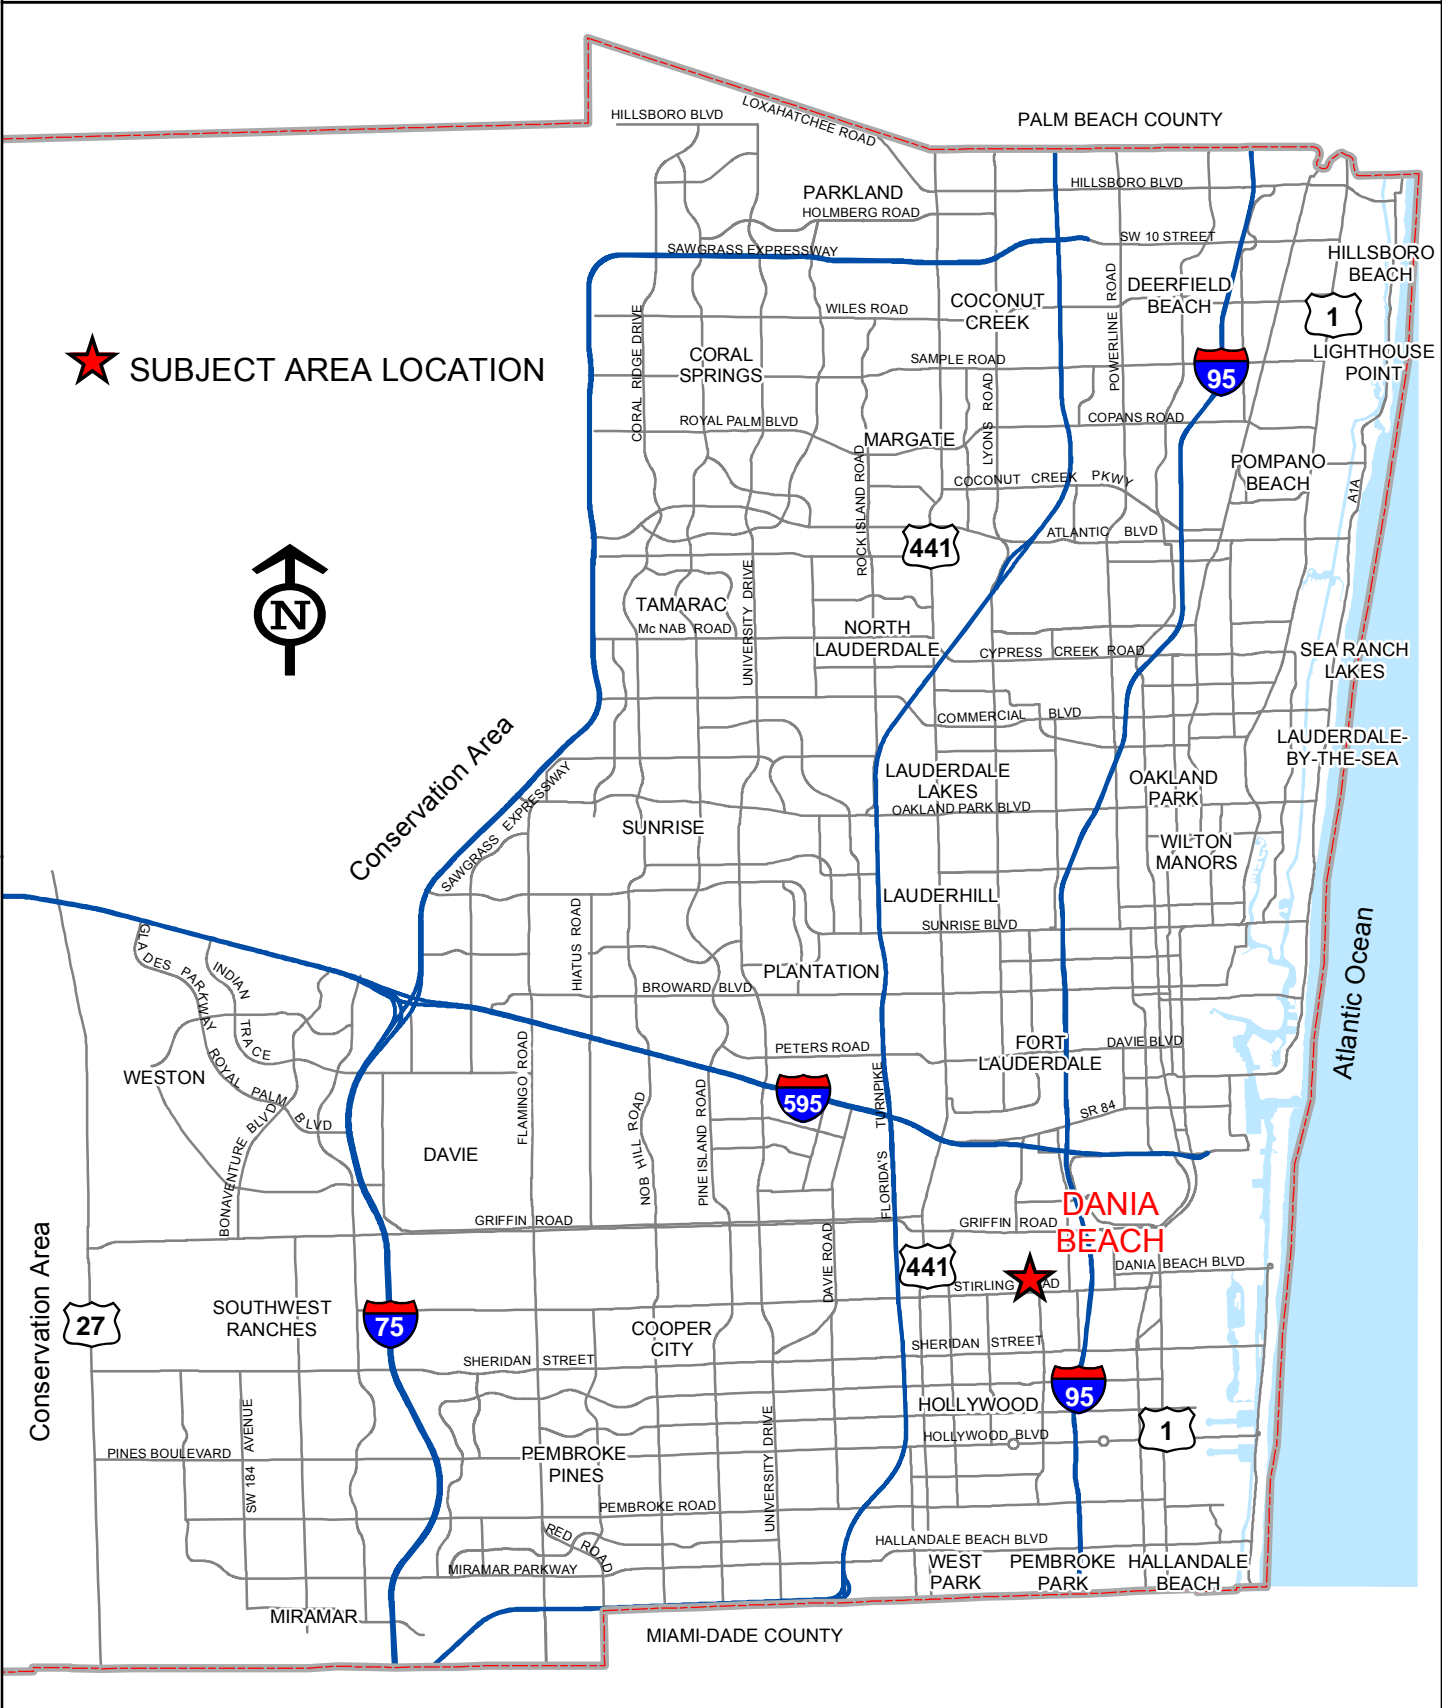 PALM BEACH COUNTY
HILLSBORO BLVD
LOXAHATCHEE ROAD
HILLSBORO BLVD
PARKLAND
HOLMBERG ROAD
SAWGRASS EXPRESSWAY
SW 10 STREET
HILLSBORO
BEACH
DEERFIELD
BEACH
COCONUT
CREEK
WILES ROAD
POWERLINE ROAD
CORAL RIDGE DRIVE
1
LIGHTHOUSE
POINT
SUBJECT AREA LOCATION
CORAL
SPRINGS
SAMPLE ROAD
95
LYONS ROAD
ROYAL PALM BLVD
COPANS ROAD
MARGATE
ROCK ISLAND ROAD
POMPANO
BEACH
COCONUT CREEK PKWY
A1A
441
ATLANTIC BLVD
N
TAMARAC
Mc NAB ROAD
UNIVERSITY DRIVE
NORTH
LAUDERDALE
CYPRESS CREEK ROAD
SEA RANCH
LAKES
COMMERCIAL BLVD
Conservation Area
LAUDERDALE-
BY-THE-SEA
LAUDERDALE
LAKES
OAKLAND
PARK
OAKLAND PARK BLVD
SAWGRASS EXPRESSWAY
SUNRISE
WILTON
MANORS
LAUDERHILL
SUNRISE BLVD
HIATUS ROAD
GLADES PARKWAY
INDIAN TRACE
PLANTATION
BROWARD BLVD
Atlantic Ocean
FORT
LAUDERDALE
DAVIE BLVD
PETERS ROAD
FLAMINGO ROAD
WESTON
ROYAL PALM BLVD
595
FLORIDA'S TURNPIKE
SR 84
BONAVENTURE BLVD
DAVIE
NOB HILL ROAD
PINE ISLAND ROAD
DANIA
BEACH
GRIFFIN ROAD
GRIFFIN ROAD
DAVIE ROAD
441
DANIA BEACH BLVD
STIRLING
AD
Conservation Area
27
SOUTHWEST
RANCHES
75
COOPER
CITY
SHERIDAN STREET
SHERIDAN STREET
95
HOLLYWOOD
HOLLYWOOD BLVD
1
SW 184 AVENUE
PINES BOULEVARD
PEMBROKE
PINES
UNIVERSITY DRIVE
PEMBROKE ROAD
RED ROAD
HALLANDALE BEACH BLVD
MIRAMAR PARKWAY
WEST
PARK
PEMBROKE
PARK
HALLANDALE
BEACH
MIRAMAR
MIAMI-DADE COUNTY